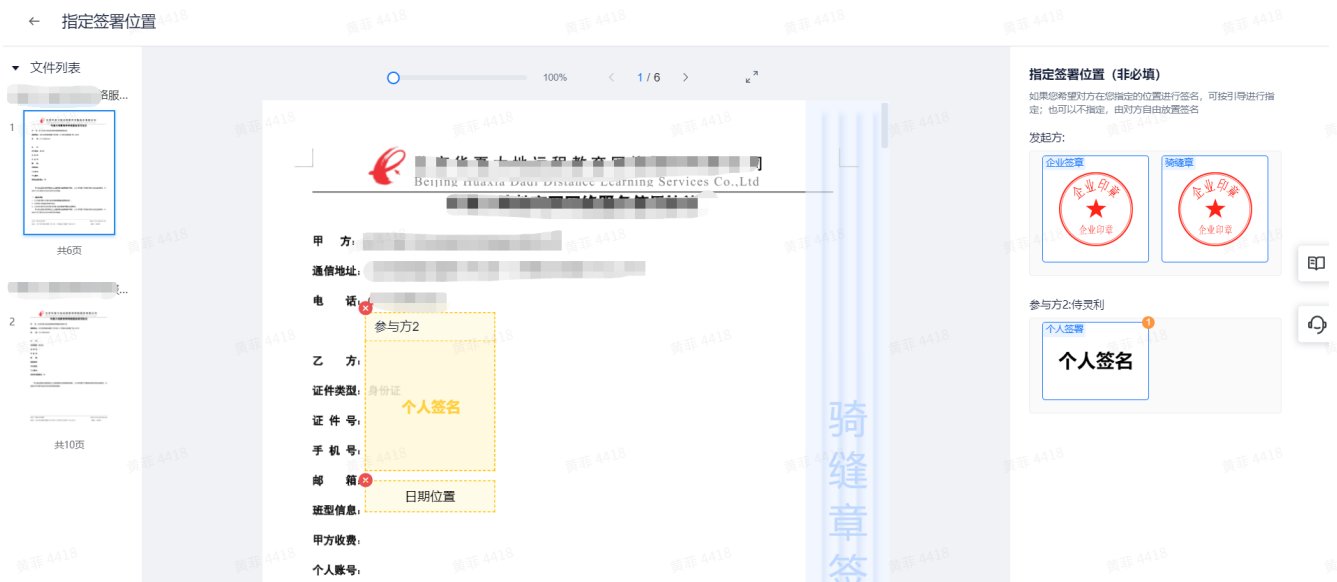 指定签署位置
文件列表
100%
1 / 6
指定签署位置（非必填）
如果您希望对方在您指定的位置进行签名，可按引导进行指
定；也可以不指定，由对方自由放置签名
发起方:
企业签章
骑缝章
企业印章
企业印章
企业印章
企业印章
参与方2:侍灵利
个人签署
1
个人签名
络服...
1
共6页
...
2
共10页
Beijing Huaxia Dadi Distance Learning Services Co.,Ltd
甲 方:
通信地址:
电 话:
参与方2
乙 方:
证件类型: 身份证
个人签名
证 件 号:
手 机 号:
邮 箱:
日期位置
班型信息:
甲方收费:
个人账号:
骑
缝
章
签
黄菲 4418